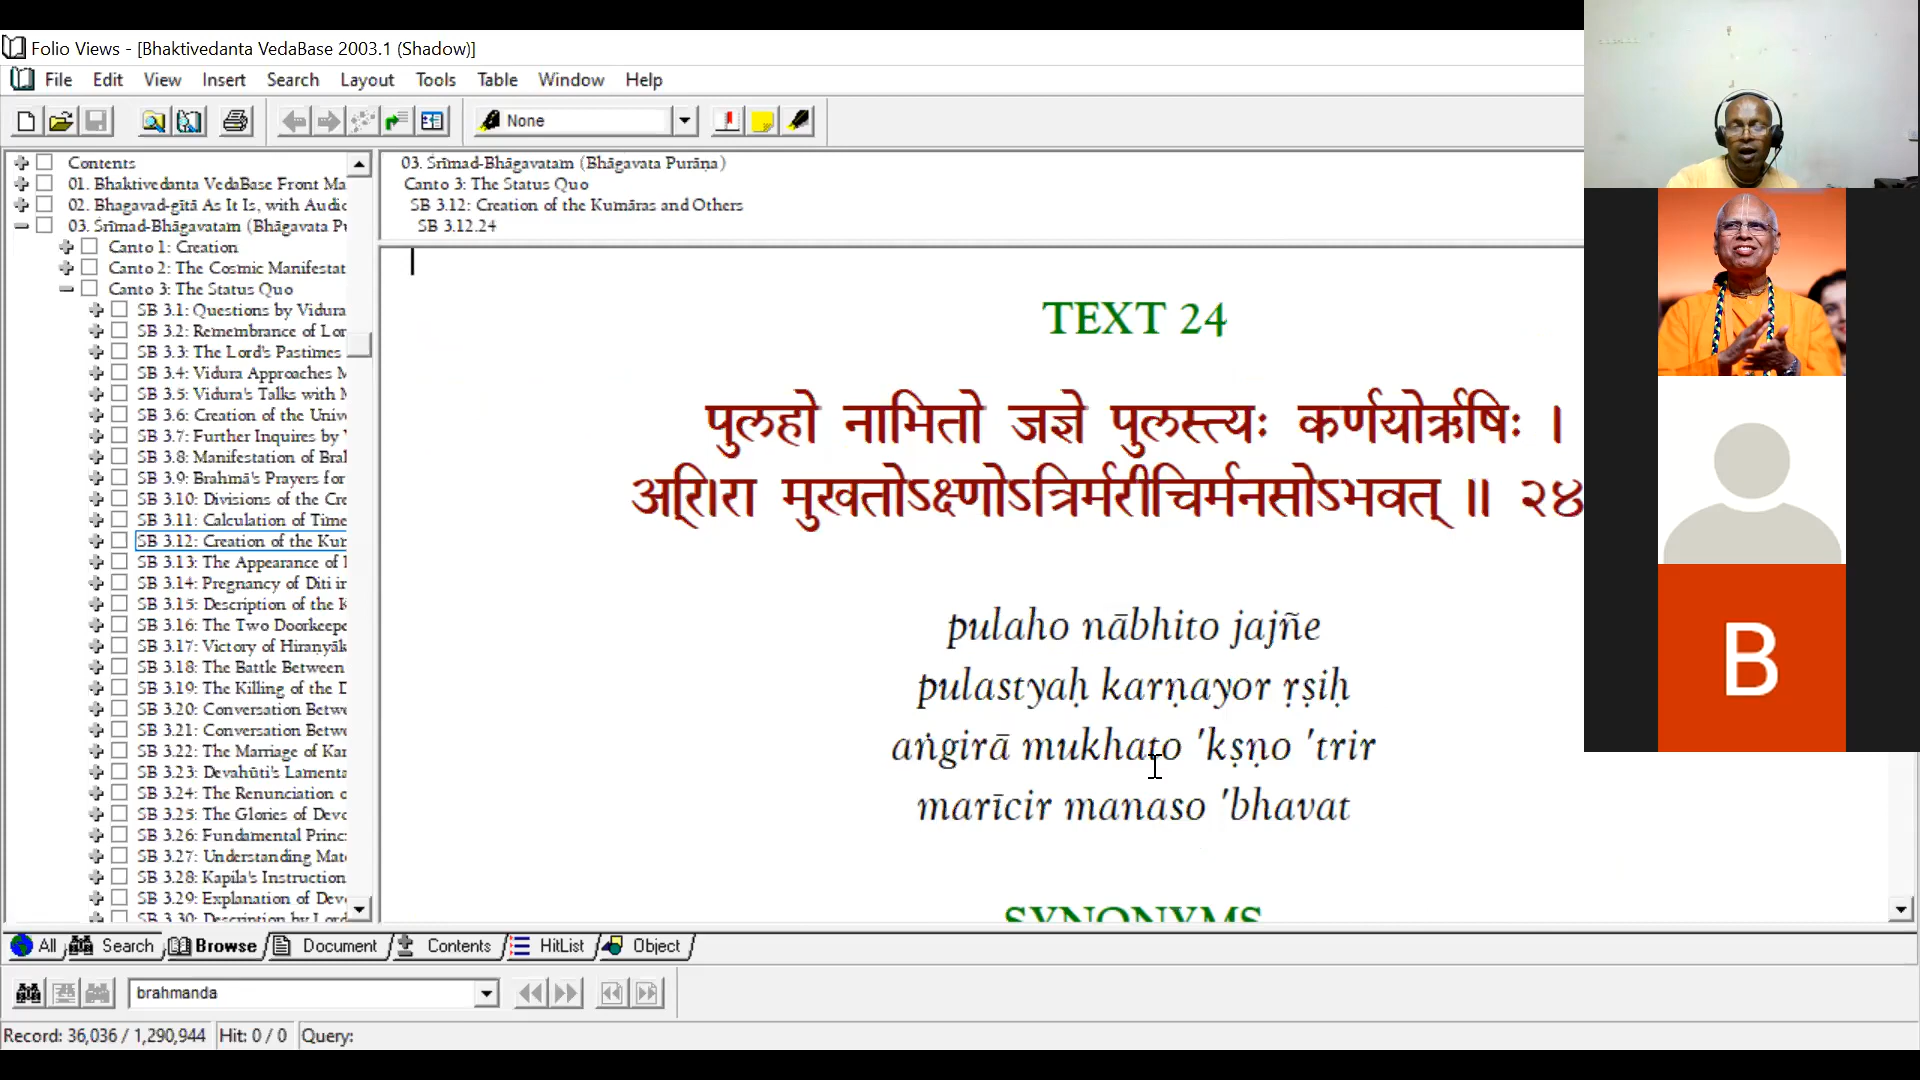 Folio Views - [Bhaktivedanta VedaBase 2003.1 (Shadow)]
File Edit View Insert Search Layout Tools Table Window Help
None
Contents
01. Bhaktivedanta VedaBase Front Ma
02. Bhagavad-gītā As It Is, with Audic
03. Śrīmad-Bhāgavatam (Bhāgavata Pu
Canto 1: Creation
Canto 2: The Cosmic Manifestat
Canto 3: The Status Quo
SB 3.1: Questions by Vidura
SB 3.2: Remembrance of Lor
SB 3.3: The Lord's Pastimes
SB 3.4: Vidura Approaches M
SB 3.5: Vidura's Talks with M
SB 3.6: Creation of the Univ
SB 3.7: Further Inquires by V
SB 3.8: Manifestation of Bral
SB 3.9: Brahmā's Prayers for
SB 3.10: Divisions of the Cre
SB 3.11: Calculation of Time
SB 3.12: Creation of the Kum
SB 3.13: The Appearance of I
SB 3.14: Pregnancy of Diti in
SB 3.15: Description of the K
SB 3.16: The Two Doorkeepe
SB 3.17: Victory of Hiraṇyāk
SB 3.18: The Battle Between
SB 3.19: The Killing of the D
SB 3.20: Conversation Betwe
SB 3.21: Conversation Betwe
SB 3.22: The Marriage of Kar
SB 3.23: Devahūti's Lamenta
SB 3.24: The Renunciation o
SB 3.25: The Glories of Devo
SB 3.26: Fundamental Princ
SB 3.27: Understanding Mate
SB 3.28: Kapila's Instruction
SB 3.29: Explanation of Dev
SB 3.30: Description by Lord
03. Śrīmad-Bhāgavatam (Bhāgavata Purāṇa)
Canto 3: The Status Quo
SB 3.12: Creation of the Kumāras and Others
SB 3.12.24
TEXT 24
पुलहो नाभितो जज्ञे पुलस्त्यः कर्णयोर्ऋषिः ।
अरि्गरा मुखतोऽक्ष्णोऽत्रिर्मरीचिर्मनसोऽभवत् ॥ २४
pulaho nābhito jajñe
pulastyaḥ karṇayor ṛṣiḥ
aṅgirā mukhato 'kṣṇo 'trir
marīcir manaso 'bhavat
SYNONYMS
B
All Search Browse Document Contents HitList Object
brahmanda
Record: 36,036 / 1,290,944 Hit: 0 / 0 Query: